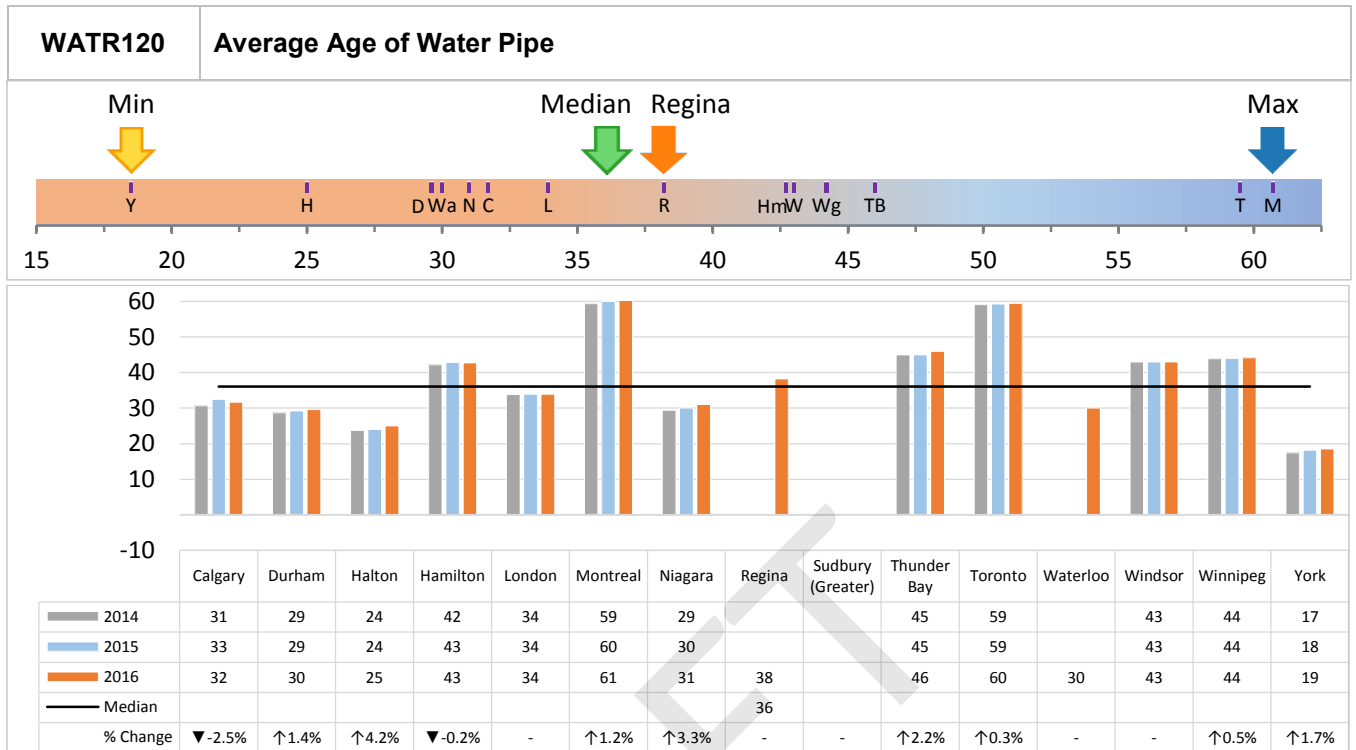 WATR120 Average Age of Water Pipe
Min Median Regina Max
Y H D Wa N C L R Hm W Wg TB T M
15 20 25 30 35 40 45 50 55 60
60
50
40
30
20
10
-10
Calgary Durham Halton Hamilton London Montreal Niagara Regina Sudbury (Greater) Thunder Bay Toronto Waterloo Windsor Winnipeg York
2014 31 29 24 42 34 59 29 45 59 43 44 17
2015 33 29 24 43 34 60 30 45 59 43 44 18
2016 32 30 25 43 34 61 31 38 46 60 30 43 44 19
Median 36
% Change ▼-2.5% ↑1.4% ↑4.2% ▼-0.2% - ↑1.2% ↑3.3% - - ↑2.2% ↑0.3% - - ↑0.5% ↑1.7%